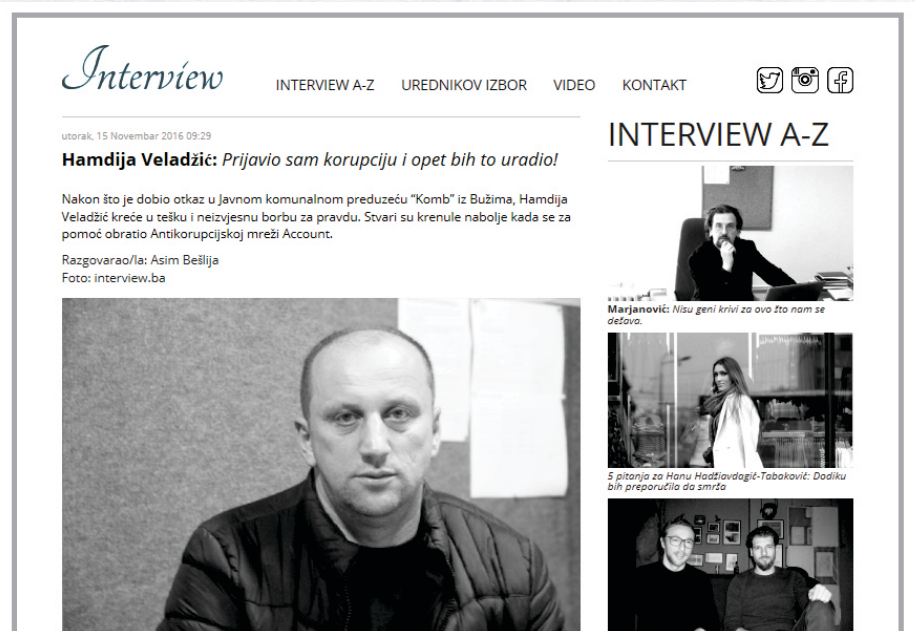 Interview
INTERVIEW A-Z UREDNIKOV IZBOR VIDEO KONTAKT
utorak, 15 Novembar 2016 09:29
Hamdija Veladžić: Prijavio sam korupciju i opet bih to uradio!
Nakon što je dobio otkaz u Javnom komunalnom preduzeću “Komb” iz Bužima, Hamdija
Veladžić kreće u tešku i neizvjesnu borbu za pravdu. Stvari su krenule nabolje kada se za
pomoć obratio Antikorupcijskoj mreži Account.
Razgovarao/la: Asim Bešlija
Foto: interview.ba
INTERVIEW A-Z
Marjanović: Nisu geni krivi za ovo što nam se
dešava.
5 pitanja za Hanu Hadžiavdagić-Tabaković: Dodiku
bih preporučila da smrša